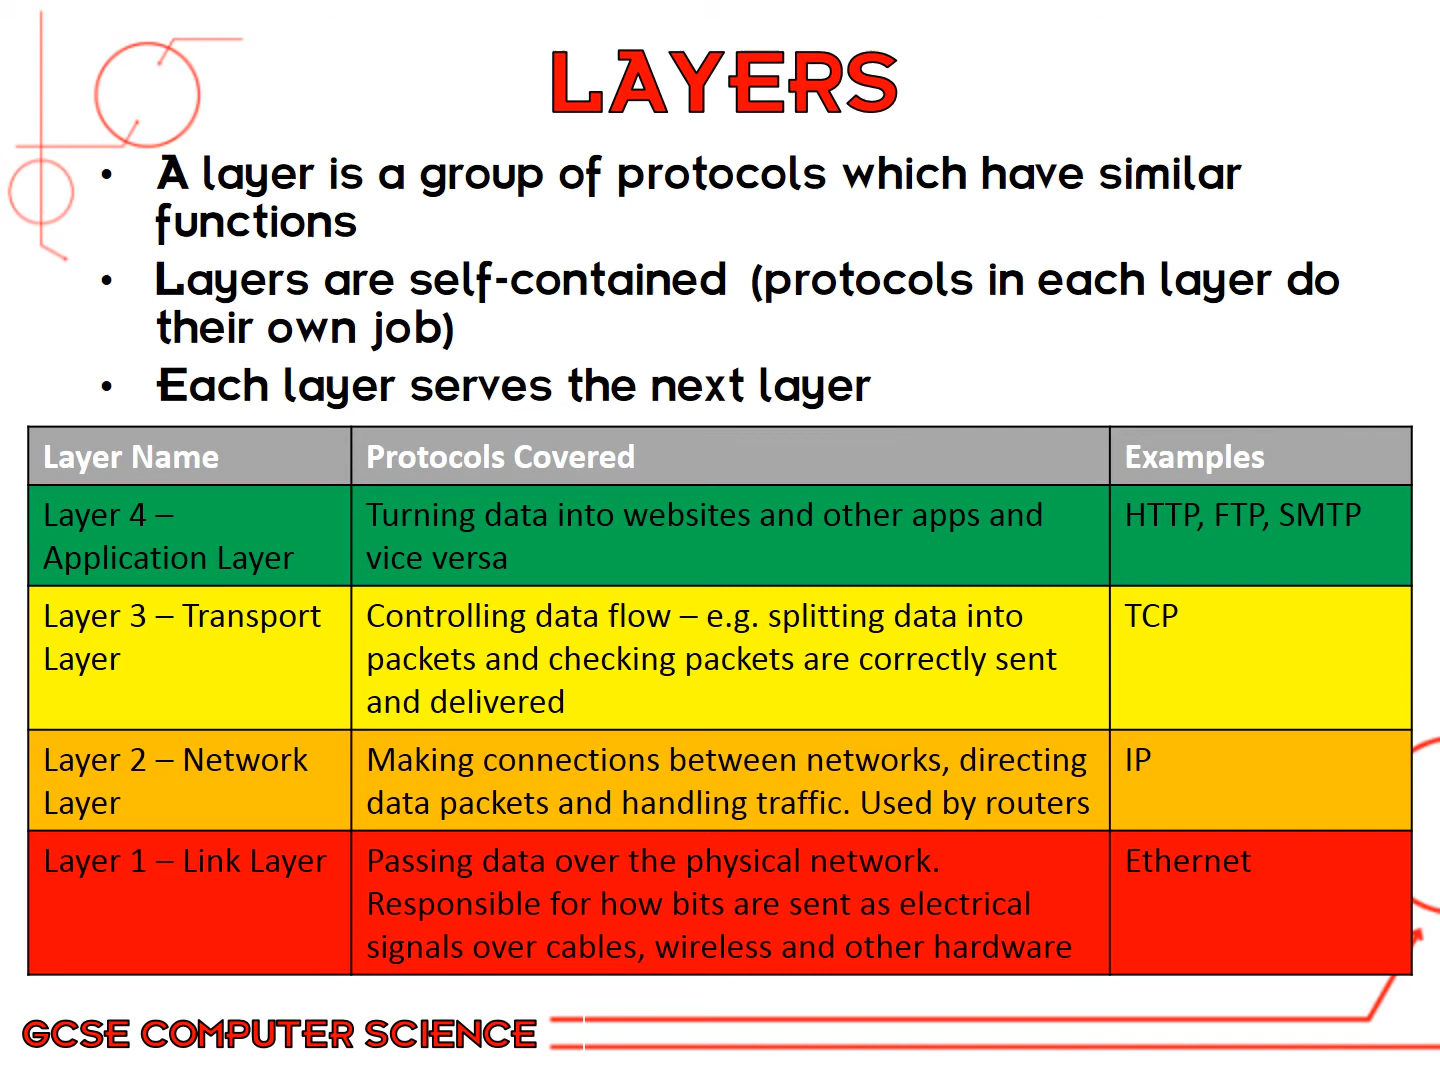 LAYERS
• A layer is a group of protocols which have similar
functions
• Layers are self-contained (protocols in each layer do
their own job)
• Each layer serves the next layer
Layer Name
Protocols Covered
Examples
Layer 4 –
Application Layer
Turning data into websites and other apps and
vice versa
HTTP, FTP, SMTP
Layer 3 – Transport
Layer
Controlling data flow – e.g. splitting data into
packets and checking packets are correctly sent
and delivered
TCP
Layer 2 – Network
Layer
Making connections between networks, directing
data packets and handling traffic. Used by routers
IP
Layer 1 – Link Layer
Passing data over the physical network.
Responsible for how bits are sent as electrical
signals over cables, wireless and other hardware
Ethernet
GCSE COMPUTER SCIENCE